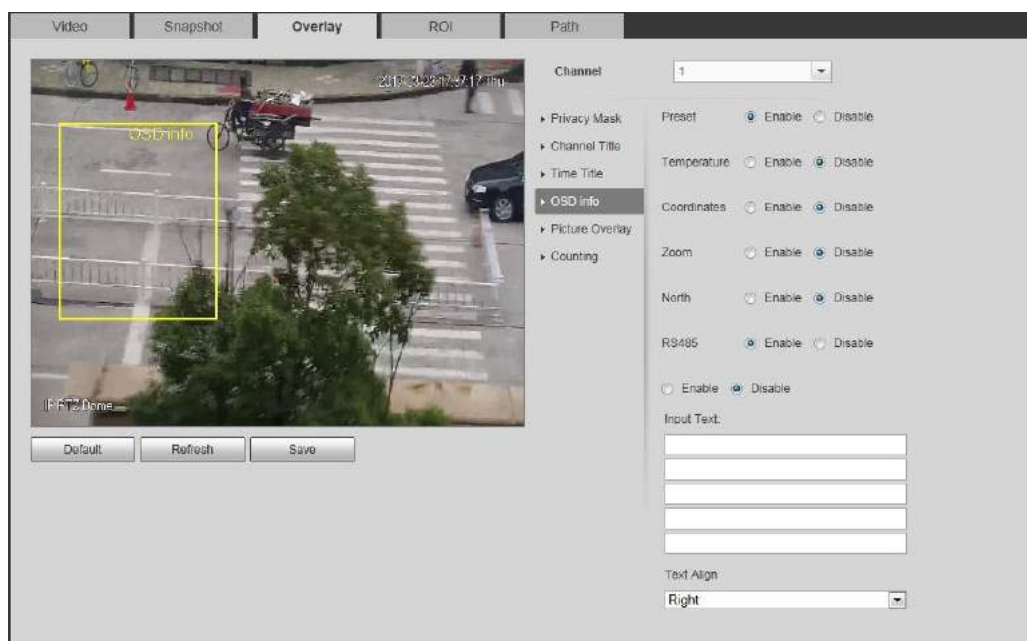 Video Snapshot Overlay ROI Path
OSD info
Channel 1
Privacy Mask
Channel Title
Time Title
OSD info
Picture Overlay
Counting
Preset Enable Disable
Temperature Enable Disable
Coordinates Enable Disable
Zoom Enable Disable
North Enable Disable
RS485 Enable Disable
Enable Disable
Input Text:
Text Align
Right
IP PTZ Dome
Default Refresh Save